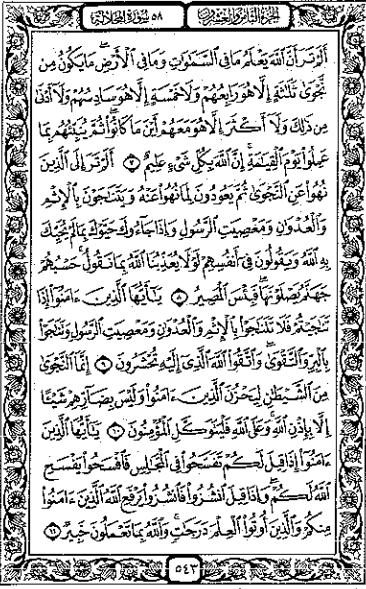 الجزء الثامن والعشرون ٥٨ سورة المجادلة
أَلَمْ تَرَ أَنَّ ٱللَّهَ يَعْلَمُ مَا فِى ٱلسَّمَٰوَٰتِ وَمَا فِى ٱلْأَرْضِ مَا يَكُونُ مِن
نَّجْوَىٰ ثَلَٰثَةٍ إِلَّا هُوَ رَابِعُهُمْ وَلَا خَمْسَةٍ إِلَّا هُوَ سَادِسُهُمْ وَلَآ أَدْنَىٰ
مِن ذَٰلِكَ وَلَآ أَكْثَرَ إِلَّا هُوَ مَعَهُمْ أَيْنَ مَا كَانُوا۟ ثُمَّ يُنَبِّئُهُم بِمَا
عَمِلُوا۟ يَوْمَ ٱلْقِيَٰمَةِ إِنَّ ٱللَّهَ بِكُلِّ شَىْءٍ عَلِيمٌ ٧ أَلَمْ تَرَ إِلَى ٱلَّذِينَ
نُهُوا۟ عَنِ ٱلنَّجْوَىٰ ثُمَّ يَعُودُونَ لِمَا نُهُوا۟ عَنْهُ وَيَتَنَٰجَوْنَ بِٱلْإِثْمِ
وَٱلْعُدْوَٰنِ وَمَعْصِيَتِ ٱلرَّسُولِ وَإِذَا جَآءُوكَ حَيَّوْكَ بِمَا لَمْ يُحَيِّكَ
بِهِ ٱللَّهُ وَيَقُولُونَ فِىٓ أَنفُسِهِمْ لَوْلَا يُعَذِّبُنَا ٱللَّهُ بِمَا نَقُولُ حَسْبُهُمْ
جَهَنَّمُ يَصْلَوْنَهَا فَبِئْسَ ٱلْمَصِيرُ ٨ يَٰٓأَيُّهَا ٱلَّذِينَ ءَامَنُوٓا۟ إِذَا
تَنَٰجَيْتُمْ فَلَا تَتَنَٰجَوْا۟ بِٱلْإِثْمِ وَٱلْعُدْوَٰنِ وَمَعْصِيَتِ ٱلرَّسُولِ وَتَنَٰجَوْا۟
بِٱلْبِرِّ وَٱلتَّقْوَىٰ وَٱتَّقُوا۟ ٱللَّهَ ٱلَّذِىٓ إِلَيْهِ تُحْشَرُونَ ٩ إِنَّمَا ٱلنَّجْوَىٰ
مِنَ ٱلشَّيْطَٰنِ لِيَحْزُنَ ٱلَّذِينَ ءَامَنُوا۟ وَلَيْسَ بِضَآرِّهِمْ شَيْـًٔا
إِلَّا بِإِذْنِ ٱللَّهِ وَعَلَى ٱللَّهِ فَلْيَتَوَكَّلِ ٱلْمُؤْمِنُونَ ١٠ يَٰٓأَيُّهَا ٱلَّذِينَ
ءَامَنُوٓا۟ إِذَا قِيلَ لَكُمْ تَفَسَّحُوا۟ فِى ٱلْمَجَٰلِسِ فَٱفْسَحُوا۟ يَفْسَحِ
ٱللَّهُ لَكُمْ وَإِذَا قِيلَ ٱنشُزُوا۟ فَٱنشُزُوا۟ يَرْفَعِ ٱللَّهُ ٱلَّذِينَ ءَامَنُوا۟
مِنكُمْ وَٱلَّذِينَ أُوتُوا۟ ٱلْعِلْمَ دَرَجَٰتٍ وَٱللَّهُ بِمَا تَعْمَلُونَ خَبِيرٌ ١١
٥٤٣